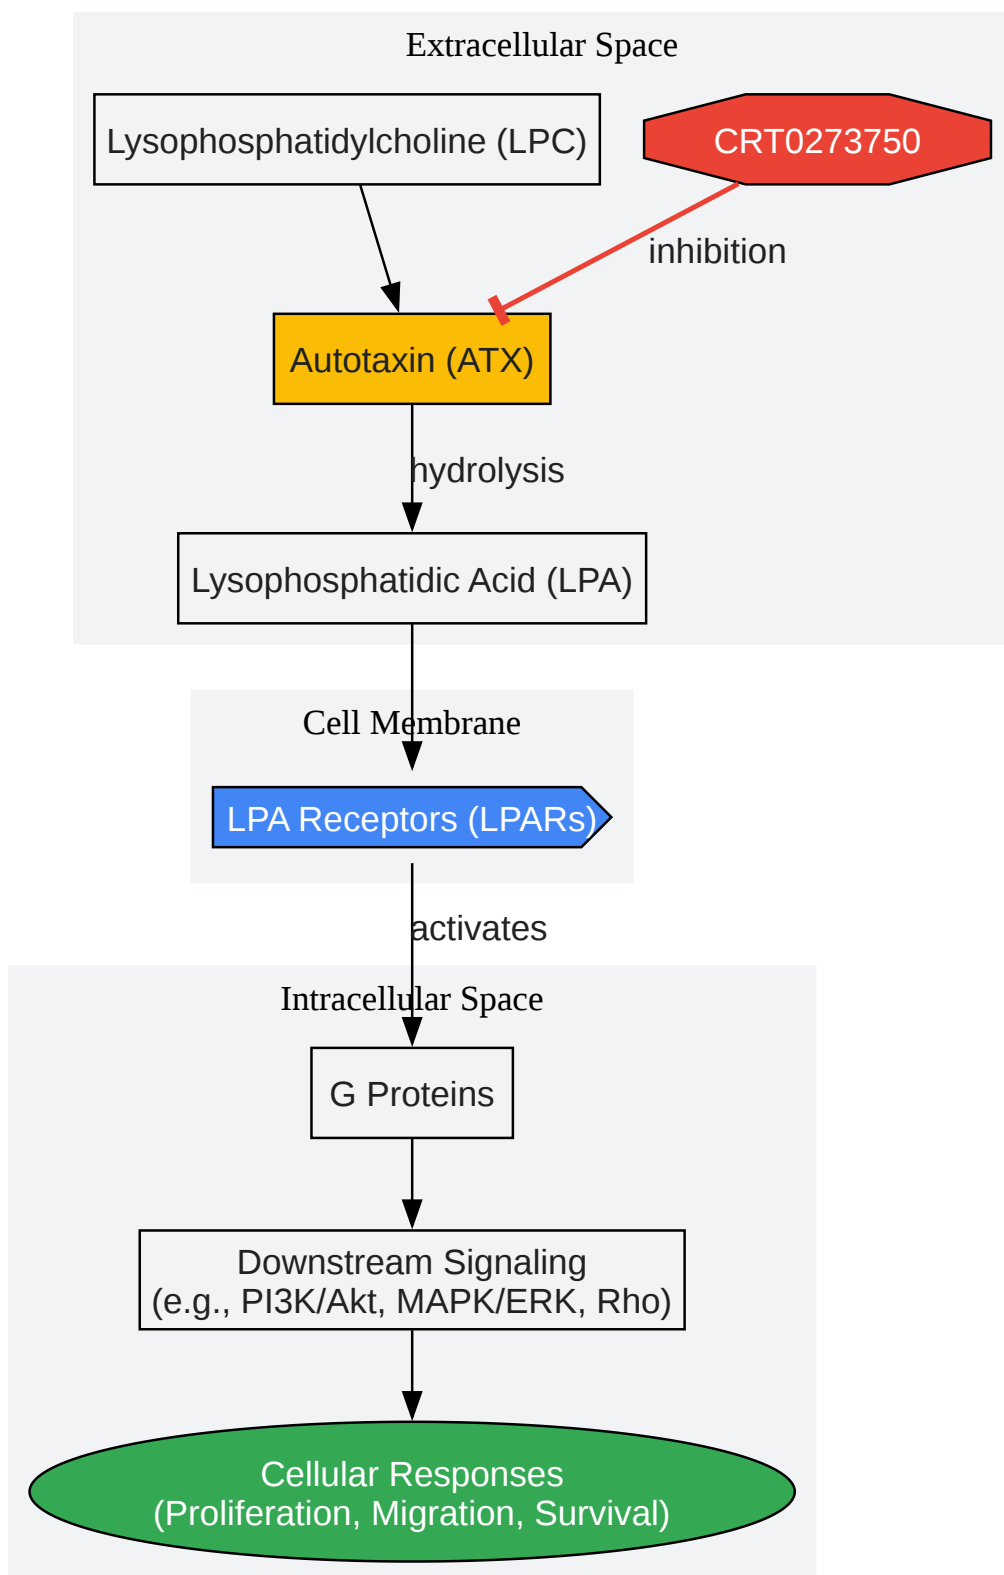 Extracellular Space
Lysophosphatidylcholine (LPC)
CRT0273750
inhibition
Autotaxin (ATX)
hydrolysis
Lysophosphatidic Acid (LPA)
Cell Membrane
LPA Receptors (LPARs)
activates
Intracellular Space
G Proteins
Downstream Signaling
(e.g., PI3K/Akt, MAPK/ERK, Rho)
Cellular Responses
(Proliferation, Migration, Survival)